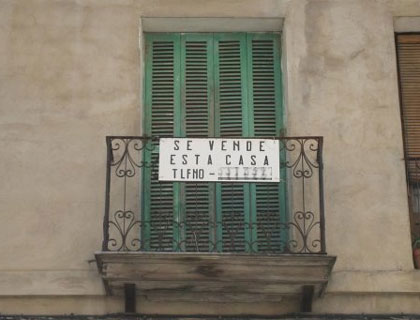 SE VENDE
ESTA CASA
TLFNO -